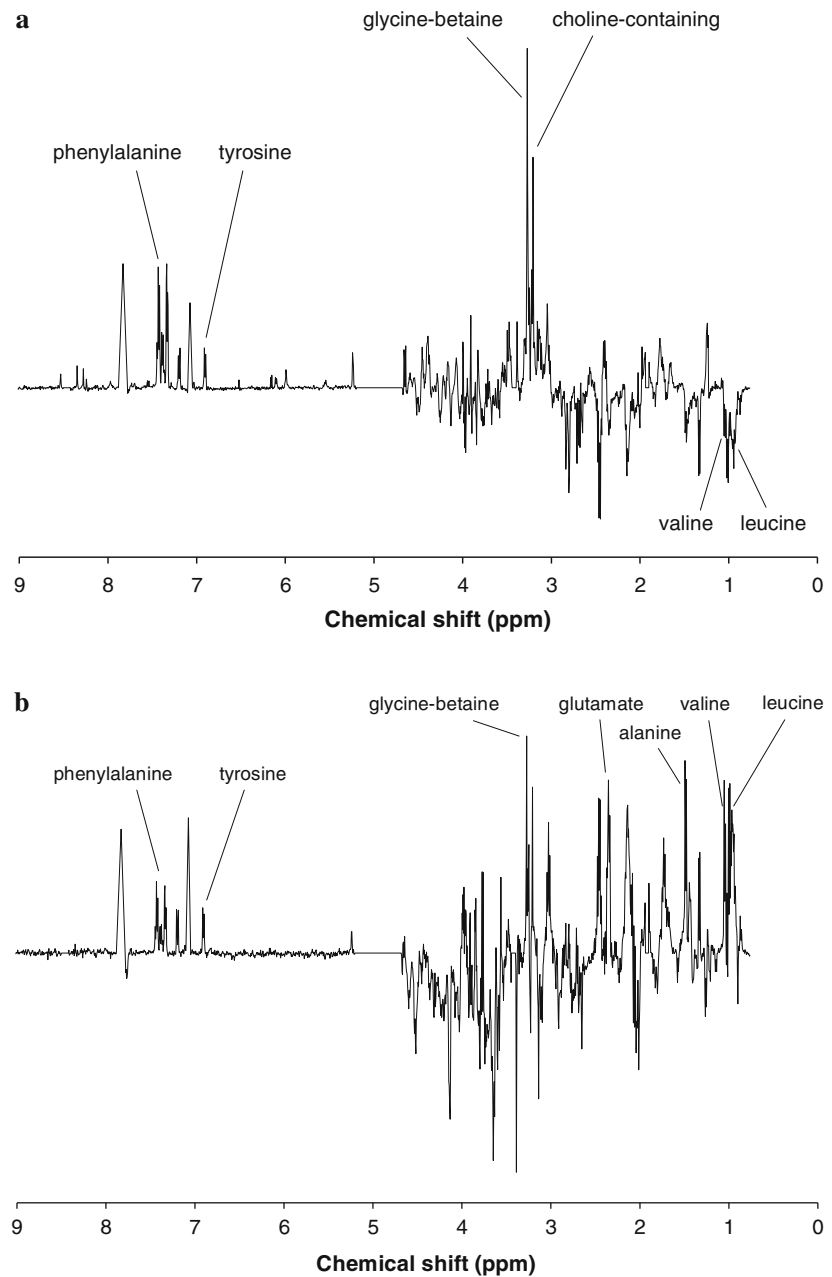 a
glycine-betaine choline-containing
phenylalanine tyrosine
valine leucine
9 8 7 6 5 4 3 2 1 0
Chemical shift (ppm)
b
glycine-betaine glutamate valine leucine
alanine
phenylalanine tyrosine
9 8 7 6 5 4 3 2 1 0
Chemical shift (ppm)